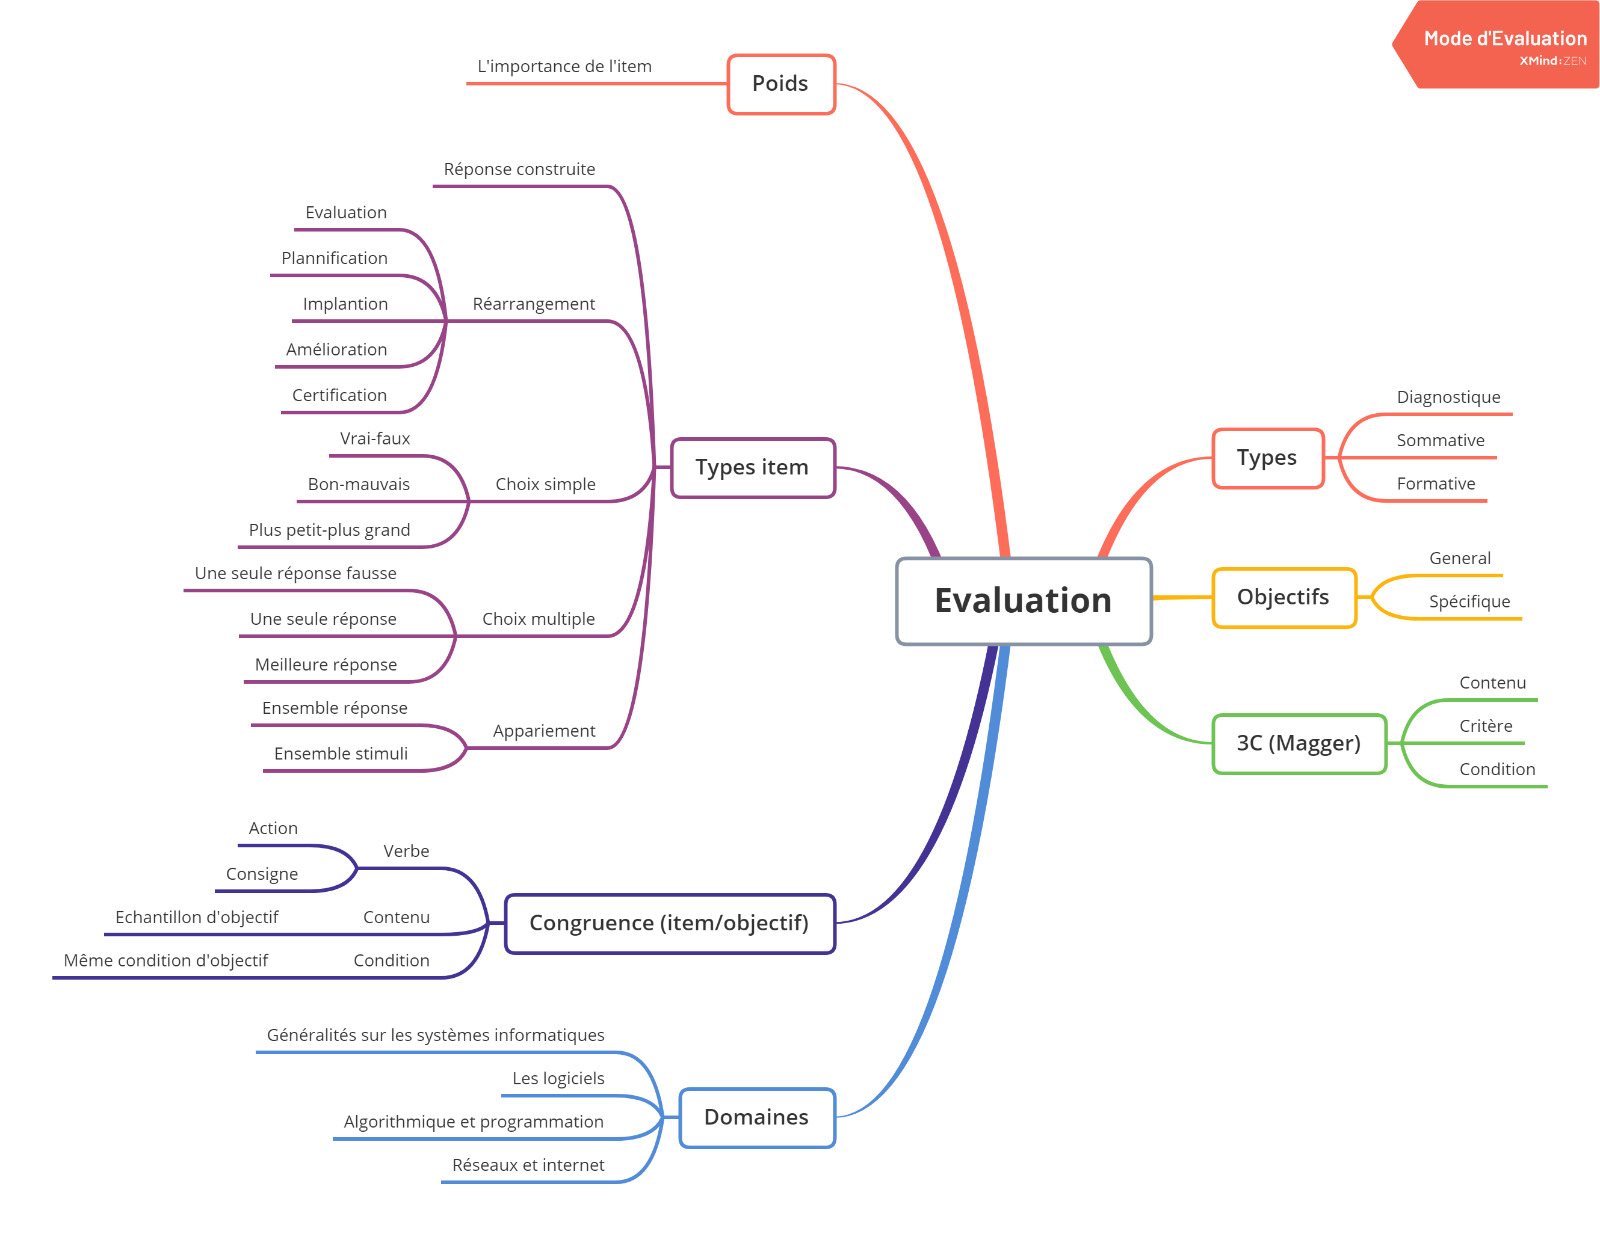 Mode d'Evaluation
XMind:ZEN
L'importance de l'item
Poids
Réponse construite
Evaluation
Plannification
Implantion
Amélioration
Certification
Réarrangement
Vrai-faux
Bon-mauvais
Plus petit-plus grand
Choix simple
Types item
Une seule réponse fausse
Une seule réponse
Meilleure réponse
Choix multiple
Ensemble réponse
Ensemble stimuli
Appariement
Action
Consigne
Verbe
Echantillon d'objectif
Contenu
Même condition d'objectif
Condition
Congruence (item/objectif)
Généralités sur les systèmes informatiques
Les logiciels
Algorithmique et programmation
Réseaux et internet
Domaines
Evaluation
Types
Diagnostique
Sommative
Formative
Objectifs
General
Spécifique
3C (Magger)
Contenu
Critère
Condition